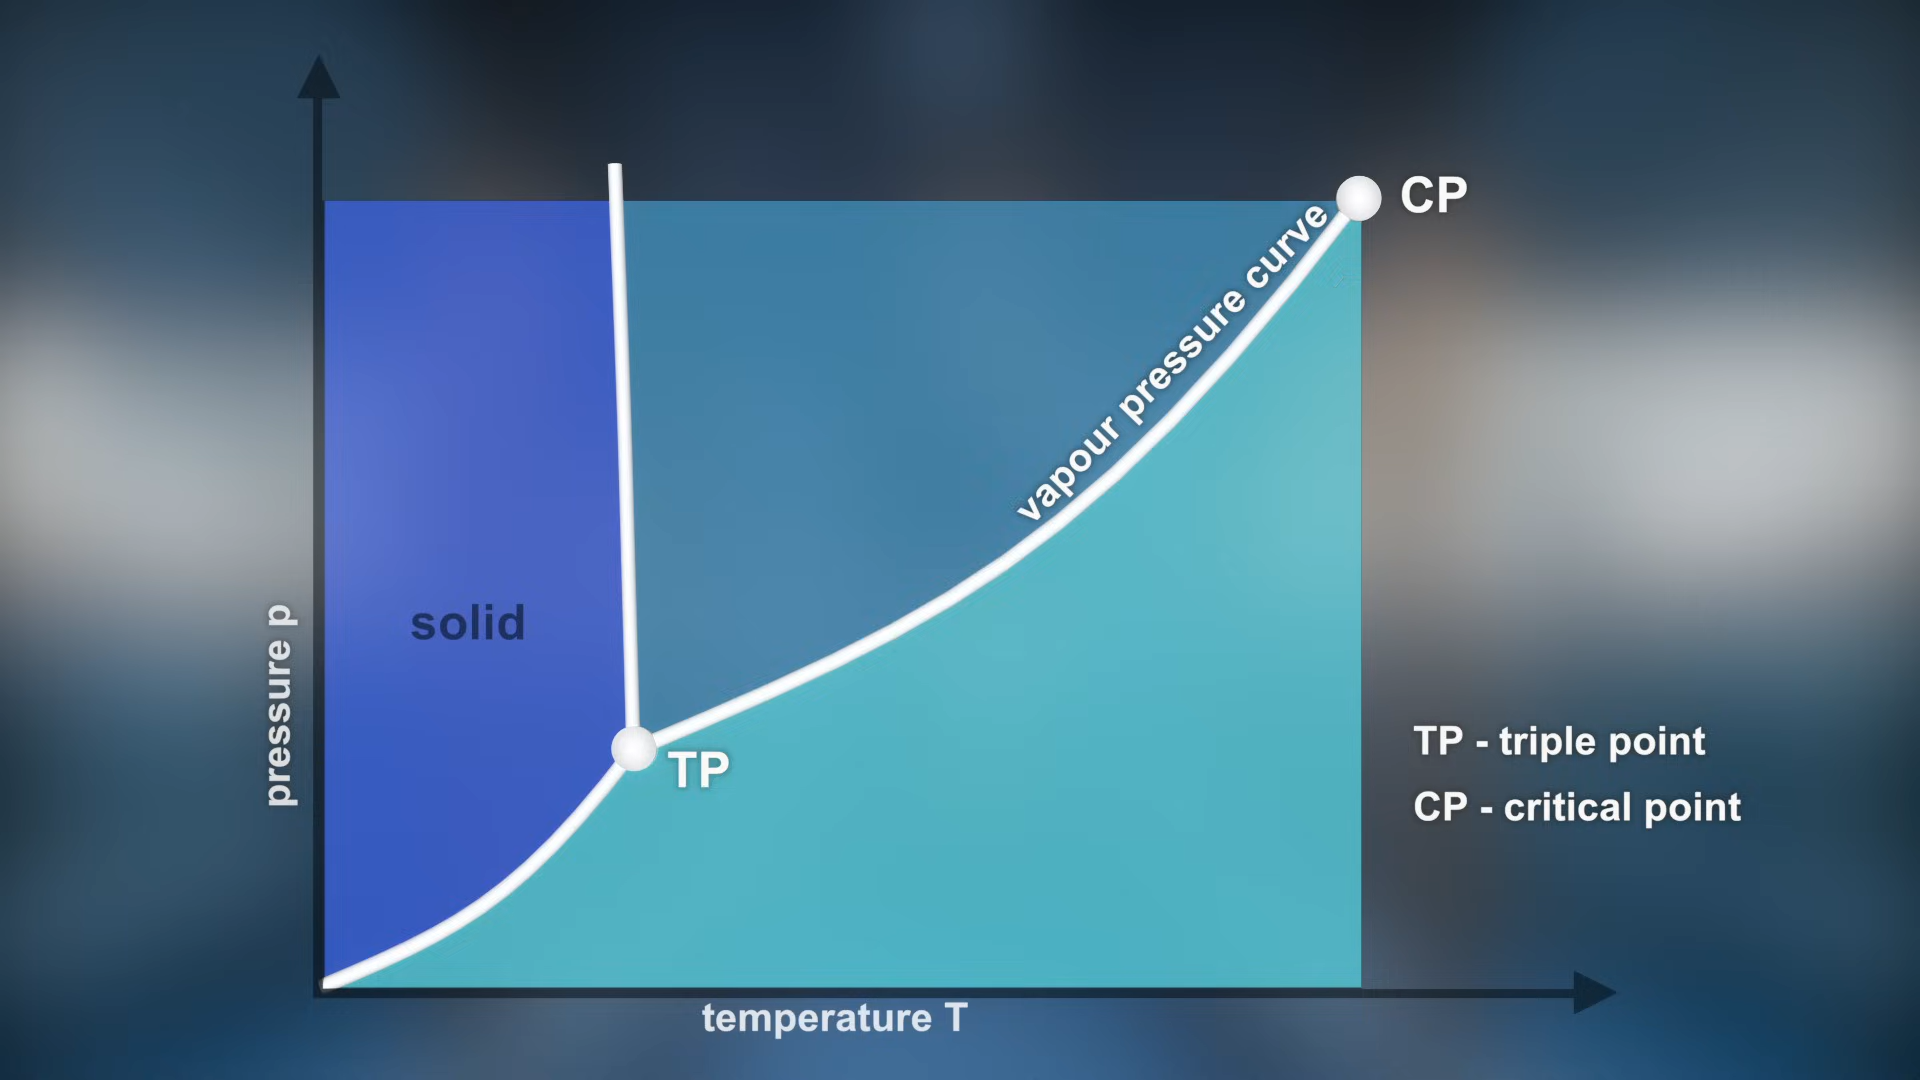 CP
vapour pressure curve
solid
pressure p
TP
TP - triple point
CP - critical point
temperature T